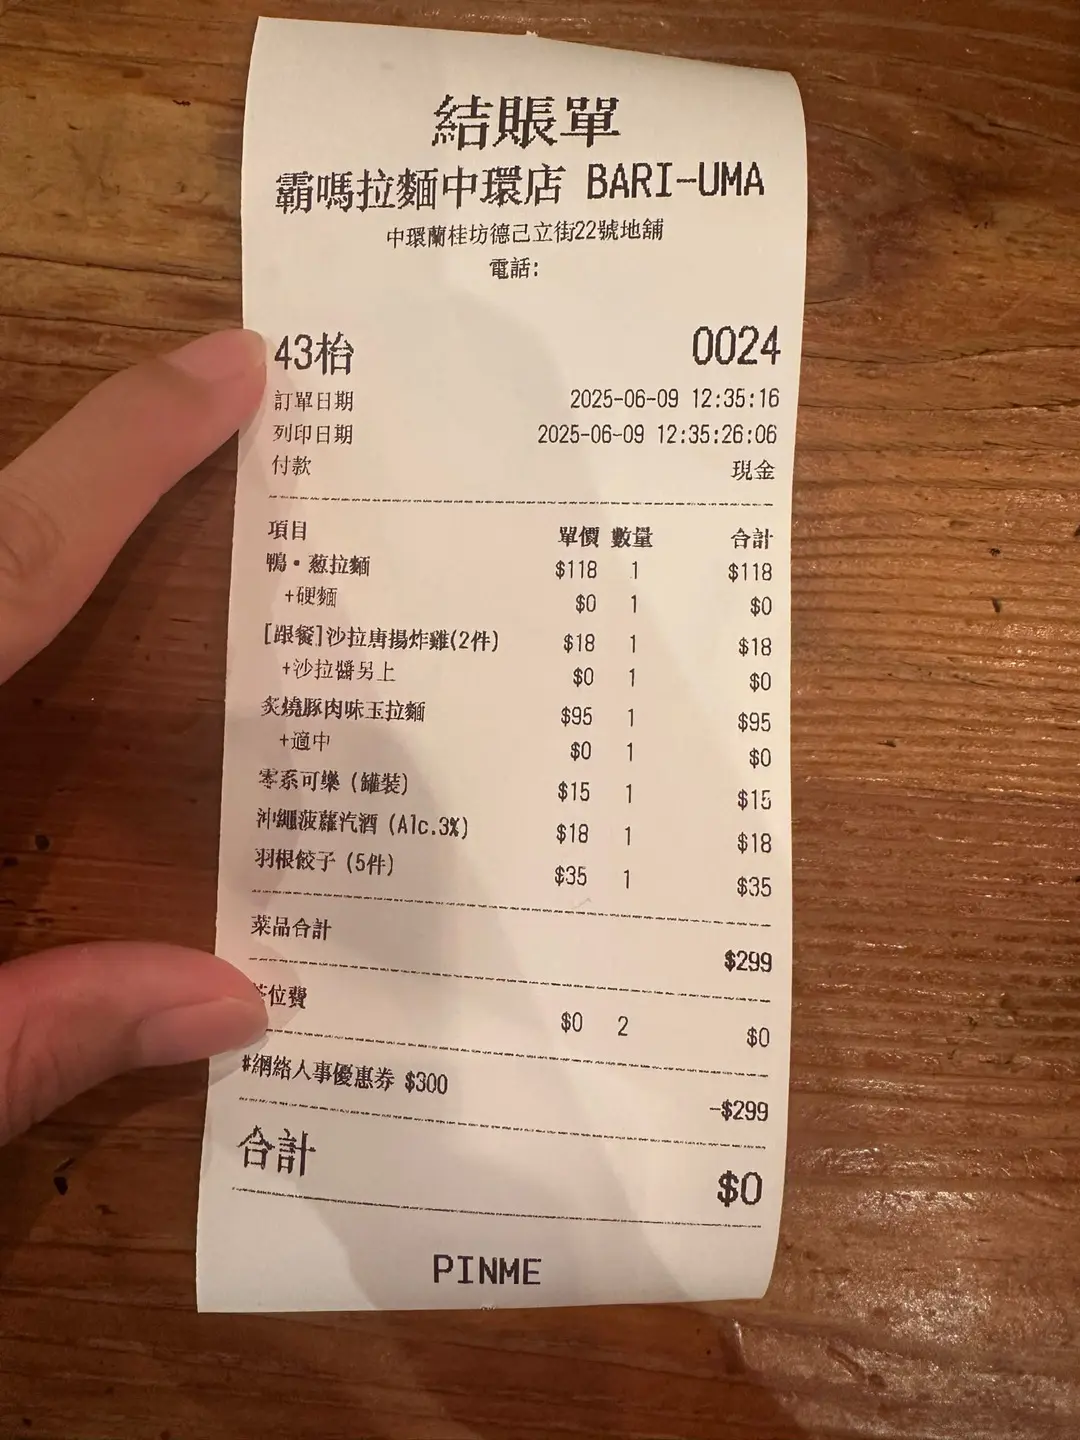 結賬單
霸嗎拉麵中環店 BARI-UMA
中環蘭桂坊德己立街22號地舖
電話:
43枱 0024
訂單日期 2025-06-09 12:35:16
列印日期 2025-06-09 12:35:26:06
付款 現金
項目 單價 數量 合計
鴨•葱拉麵 $118 1 $118
+硬麵 $0 1 $0
[跟餐]沙拉唐揚炸雞(2件) $18 1 $18
+沙拉醬另上 $0 1 $0
炙燒豚肉味玉拉麵 $95 1 $95
+適中 $0 1 $0
零系可樂 (罐裝) $15 1 $15
沖繩菠蘿汽酒 (Alc.3%) $18 1 $18
羽根餃子 (5件) $35 1 $35
菜品合計 $299
位費 $0 2 $0
#網絡人事優惠券 $300 -$299
合計 $0
PINME